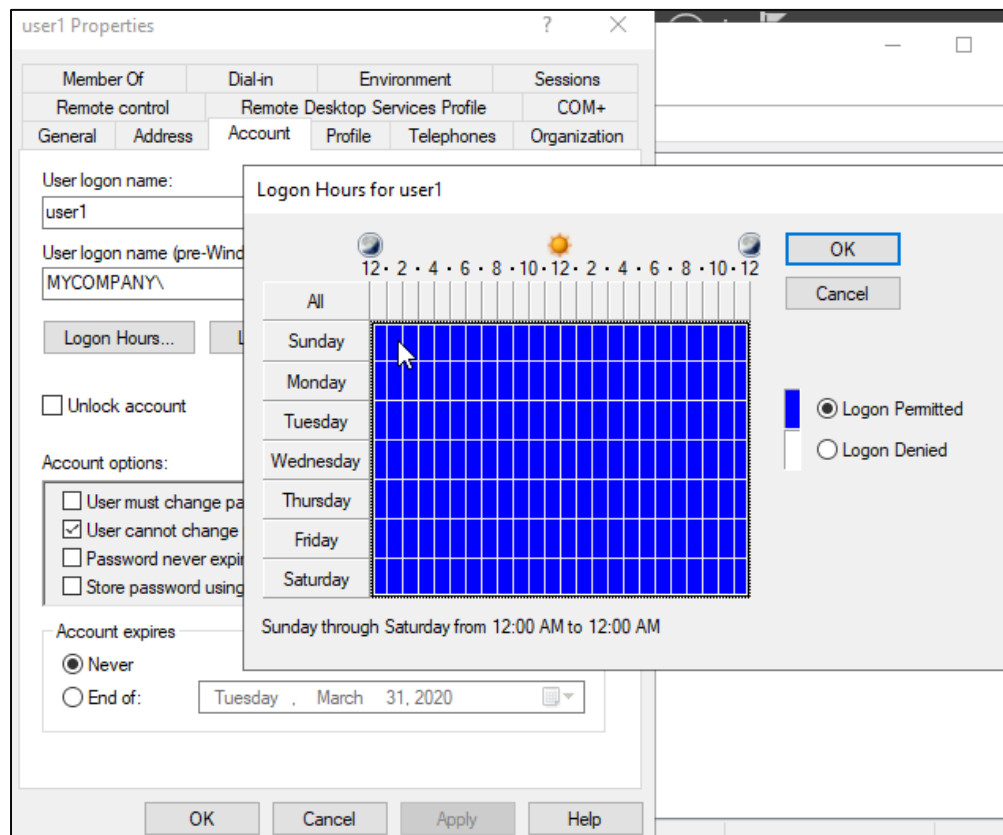 user1 Properties
?
Member Of Dial-in Environment Sessions
Remote control Remote Desktop Services Profile COM+
General Address Account Profile Telephones Organization
User logon name:
user1
User logon name (pre-Wind
MYCOMPANY\
Logon Hours... L
Unlock account
Account options:
User must change pa
User cannot change
Password never expir
Store password using
Account expires
Never
End of: Tuesday , March 31, 2020
OK Cancel Apply Help
Logon Hours for user1
12 · 2 · 4 · 6 · 8 · 10 · 12 · 2 · 4 · 6 · 8 · 10 · 12
All
Sunday
Monday
Tuesday
Wednesday
Thursday
Friday
Saturday
Sunday through Saturday from 12:00 AM to 12:00 AM
OK
Cancel
Logon Permitted
Logon Denied